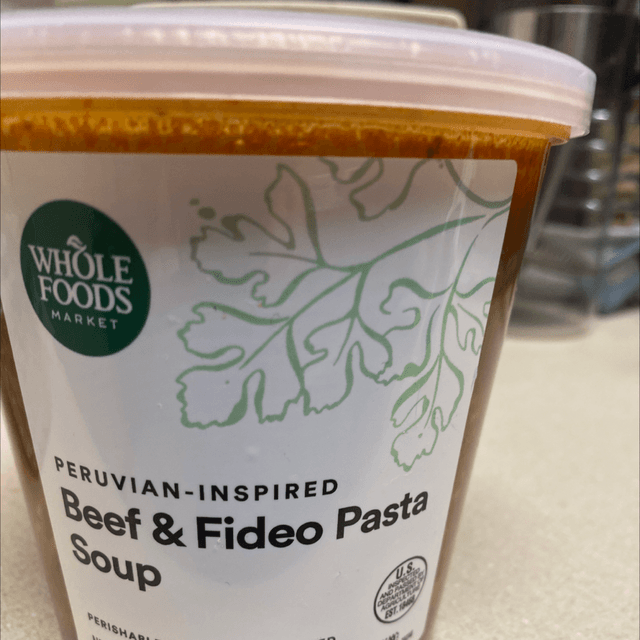 WHOLE
FOODS
MARKET
PERUVIAN-INSPIRED
Beef & Fideo Pasta
Soup
U.S.